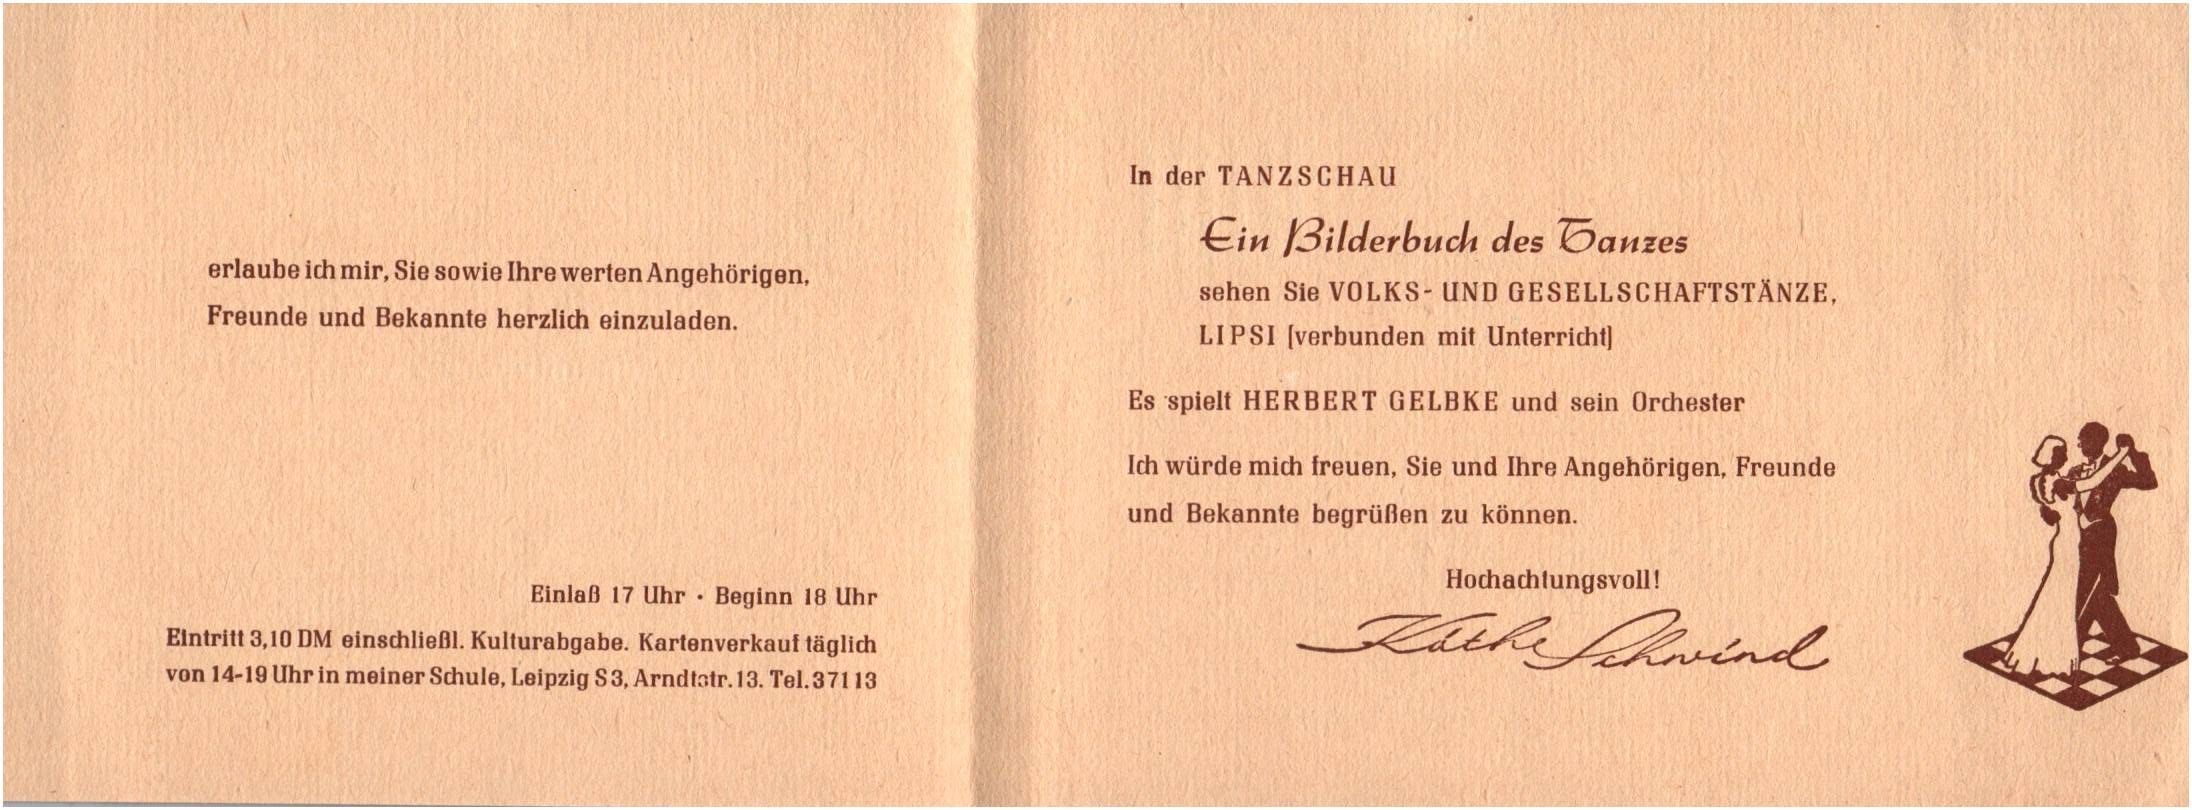 erlaube ich mir, Sie sowie Ihre werten Angehörigen,
Freunde und Bekannte herzlich einzuladen.
Einlaß 17 Uhr · Beginn 18 Uhr
Eintritt 3,10 DM einschließl. Kulturabgabe. Kartenverkauf täglich
von 14-19 Uhr in meiner Schule, Leipzig S 3, Arndtstr. 13. Tel. 37113
In der TANZSCHAU
Ein Bilderbuch des Tanzes
sehen Sie VOLKS- UND GESELLSCHAFTSTÄNZE,
LIPSI [verbunden mit Unterricht]
Es spielt HERBERT GELBKE und sein Orchester
Ich würde mich freuen, Sie und Ihre Angehörigen, Freunde
und Bekannte begrüßen zu können.
Hochachtungsvoll!
Käthe Schwind